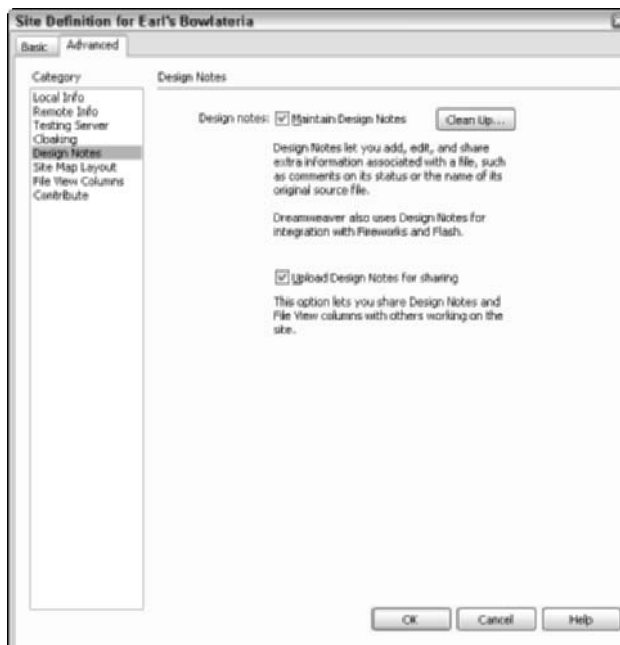 Site Definition for Earl's Bowlateria
Basic
Advanced
Category
Design Notes
Local Info
Remote Info
Testing Server
Cloaking
Design Notes
Site Map Layout
File View Columns
Contribute
Design notes: Maintain Design Notes
Clean Up...
Design Notes let you add, edit, and share
extra information associated with a file, such
as comments on its status or the name of its
original source file.
Dreamweaver also uses Design Notes for
integration with Fireworks and Flash.
Upload Design Notes for sharing
This option lets you share Design Notes and
File View columns with others working on the
site.
OK
Cancel
Help